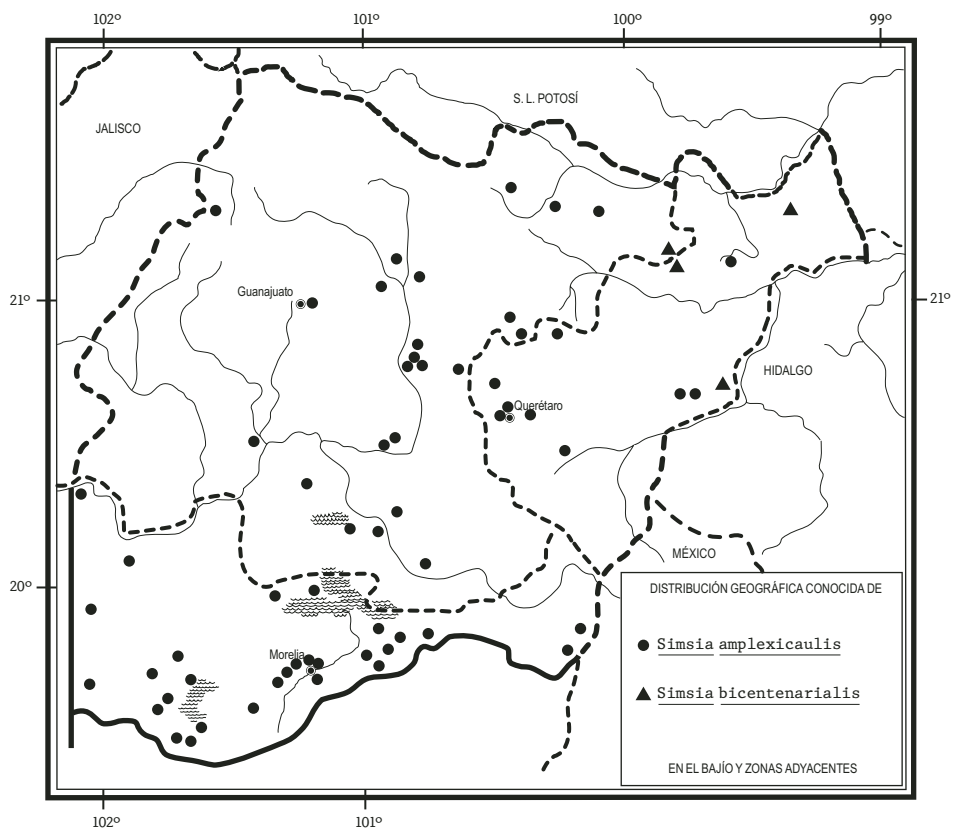 102º 101º 100º 99º
S. L. POTOSÍ
JALISCO
Guanajuato
21º 21º
HIDALGO
Querétaro
MÉXICO
20º
DISTRIBUCIÓN GEOGRÁFICA CONOCIDA DE
Simsia amplexicaulis
Morelia
Simsia bicentenarialis
EN EL BAJÍO Y ZONAS ADYACENTES
102º 101º